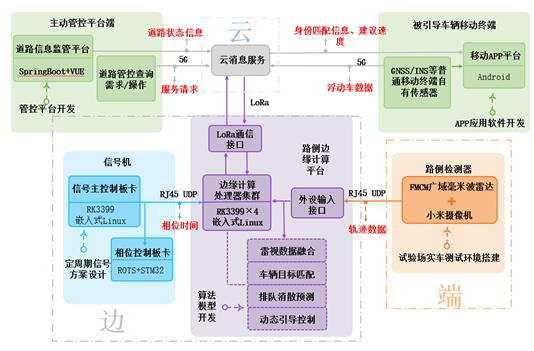 主动管控平台端
道路信息监管平台
SpringBoot+VUE
道路管控查询
需求/操作
管控平台开发
道路状态信息
5G
服务请求
云
云消息服务
LoRa
身份匹配信息、建议速
度
5G
浮动车数据
被引导车辆移动终端
GNSS/INS等普
通移动终端自
有传感器
移动APP平台
Android
APP应用软件开发
信号机
信号主控制板卡
RK3399
嵌入式Linux
定周期信号
方案设计
相位控制板卡
ROTS+STM32
RJ45 UDP
相位时间
边
LoRa通信
接口
路侧边
缘计算
平台
边缘计算
处理器集群
RK3399×4
嵌入式Linux
外设输入
接口
雷视数据融合
车辆目标匹配
排队消散预测
动态引导控制
算法
模型
开发
RJ45 UDP
轨迹数据
路侧检测器
FMCM广域毫米波雷达
+
小米摄像机
试验场实车测试环境搭建
端